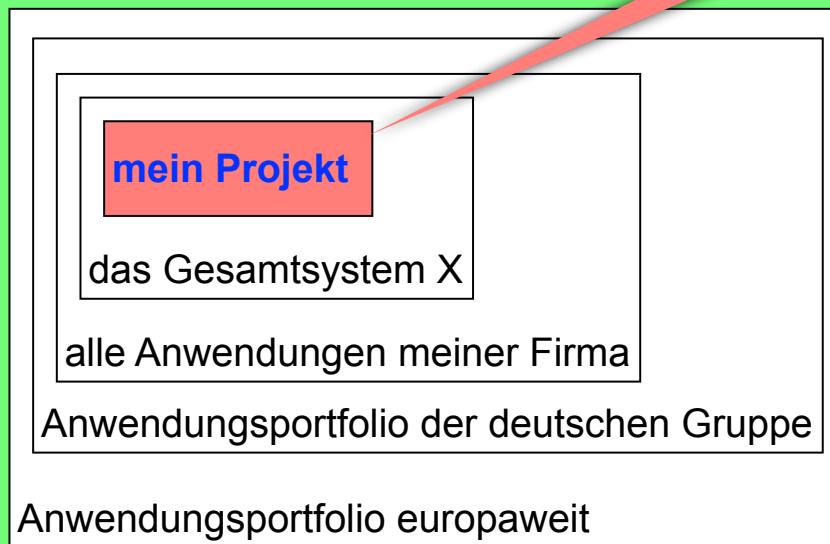 mein Projekt
das Gesamtsystem X
alle Anwendungen meiner Firma
Anwendungsportfolio der deutschen Gruppe
Anwendungsportfolio europaweit